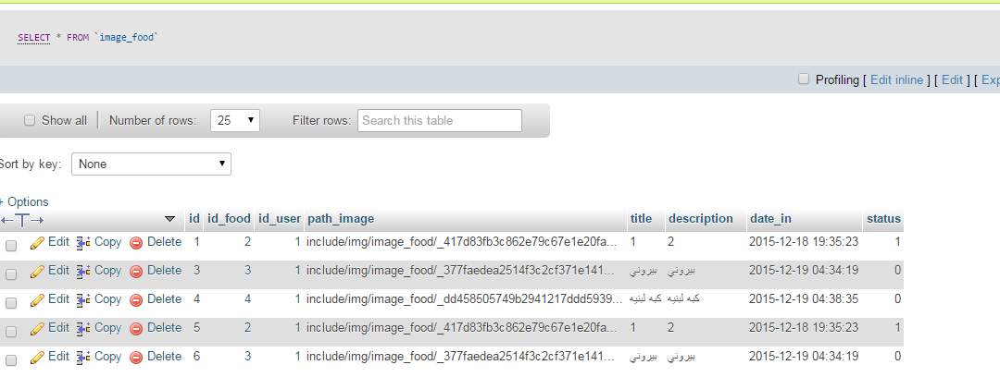 SELECT * FROM `image_food`
Profiling [ Edit inline ] [ Edit ] [ Exp
Show all Number of rows: 25 Filter rows: Search this table
Sort by key: None
+ Options
id id_food id_user path_image title description date_in status
Edit Copy Delete 1 2 1 include/img/image_food/_417d83fb3c862e79c67e1e20fa... 1 2 2015-12-18 19:35:23 1
Edit Copy Delete 3 3 1 include/img/image_food/_377faedea2514f3c2cf371e141... بيروني بيروني 2015-12-19 04:34:19 0
Edit Copy Delete 4 4 1 include/img/image_food/_dd458505749b2941217ddd5939... كبه لبنيه كبه لبنيه 2015-12-19 04:38:35 0
Edit Copy Delete 5 2 1 include/img/image_food/_417d83fb3c862e79c67e1e20fa... 1 2 2015-12-18 19:35:23 1
Edit Copy Delete 6 3 1 include/img/image_food/_377faedea2514f3c2cf371e141... بيروني بيروني 2015-12-19 04:34:19 0